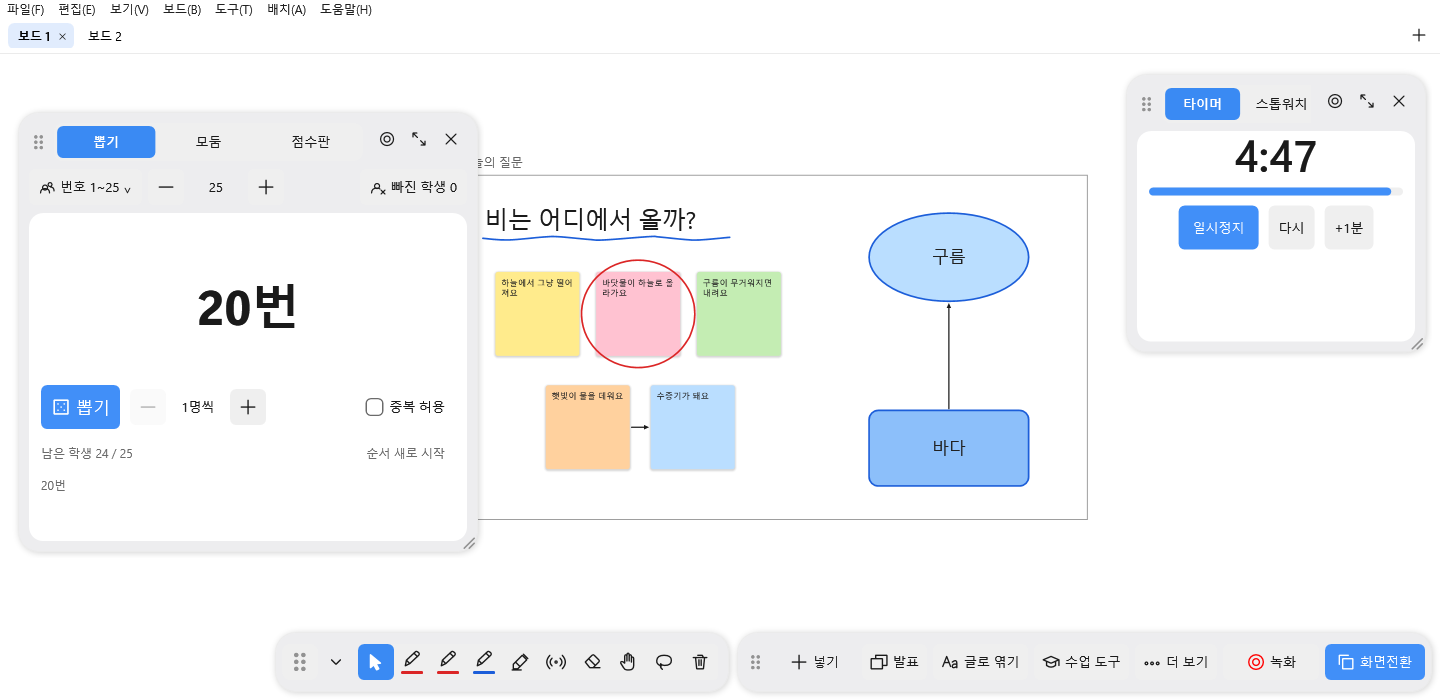 파일(F) 편집(E) 보기(V) 보드(B) 도구(T) 배치(A) 도움말(H)
보드 1 × 보드 2
뽑기 모둠 점수판
번호 1~25 25 빠진 학생 0
20번
뽑기 1명씩 중복 허용
남은 학생 24 / 25 순서 새로 시작
20번
의 질문
비는 어디에서 올까?
하늘에서 그냥 떨어
져요
바닷물이 하늘로 올
라가요
구름이 무거워지면
내려요
햇빛이 물을 데워요
수증기가 돼요
구름
바다
타이머 스톱워치
4:47
일시정지 다시 +1분
넣기 발표 Aa 글로 엮기 수업 도구 더 보기 녹화 화면전환